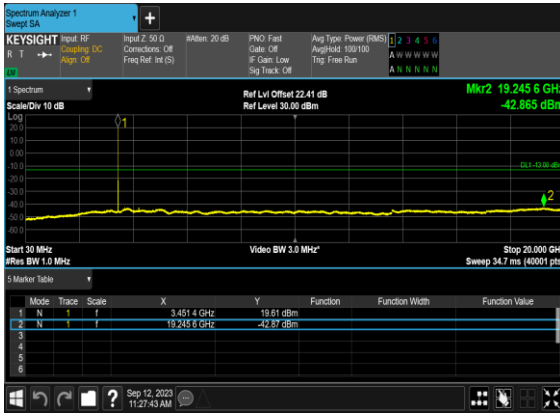 Spectrum Analyzer 1
Swept SA
+
KEYSIGHT
R T
LW
Input: RF
Coupling: DC
Align: Off
Input Z: 50 Ω
Corrections: Off
Freq Ref: Int (S)
#Atten: 20 dB
PNO: Fast
Gate: Off
IF Gain: Low
Sig Track: Off
Avg Type: Power (RMS)
Avg|Hold: 100/100
Trig: Free Run
1 2 3 4 5 6
A W W W W W
A N N N N N
1 Spectrum
Scale/Div 10 dB
Ref Lvl Offset 22.41 dB
Ref Level 30.00 dBm
Mkr2 19.245 6 GHz
-42.865 dBm
Log
20.0
10.0
0.00
-10.0
-20.0
-30.0
-40.0
-50.0
-60.0
1
DL1 -13.00 dBm
2
Start 30 MHz
#Res BW 1.0 MHz
Video BW 3.0 MHz*
Stop 20.000 GH
Sweep 34.7 ms (40001 pts
5 Marker Table
Mode Trace Scale X Y Function Function Width Function Value
1 N 1 f 3.451 4 GHz 19.61 dBm
2 N 1 f 19.245 6 GHz -42.87 dBm
3
4
5
6
?
Sep 12, 2023
11:27:43 AM